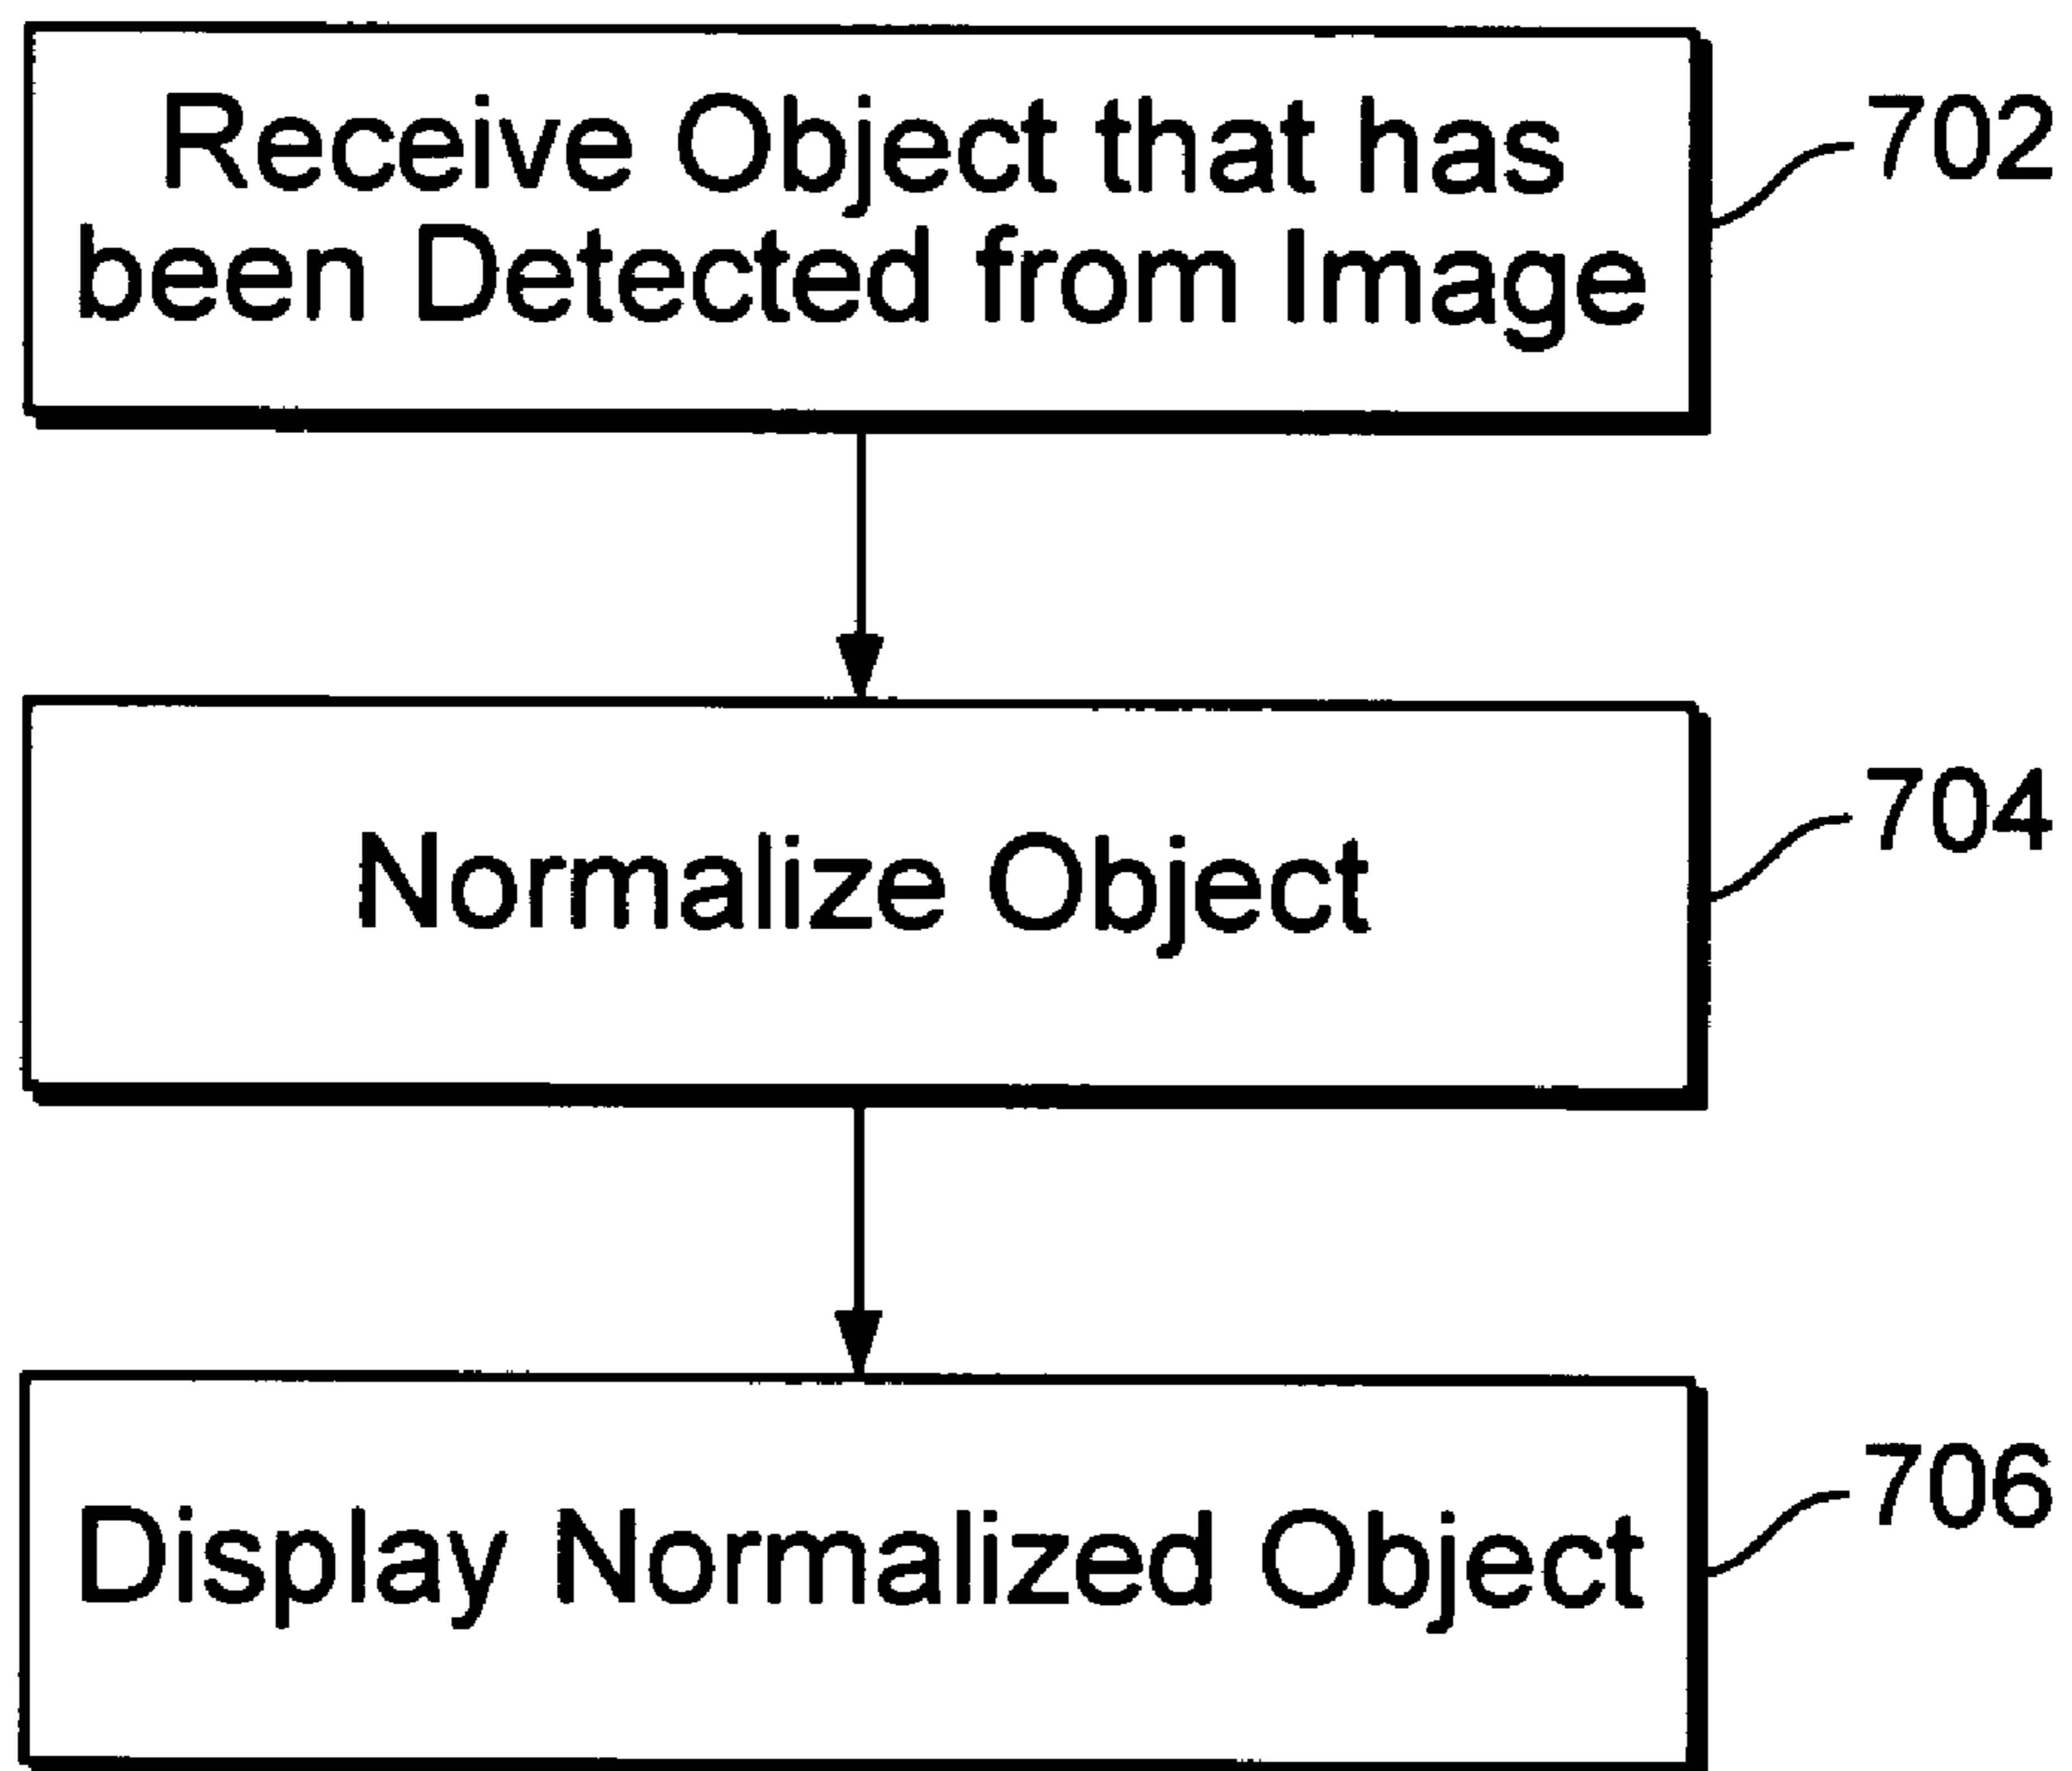 Receive Object that has
been Detected from Image
702
Normalize Object
704
Display Normalized Object
706